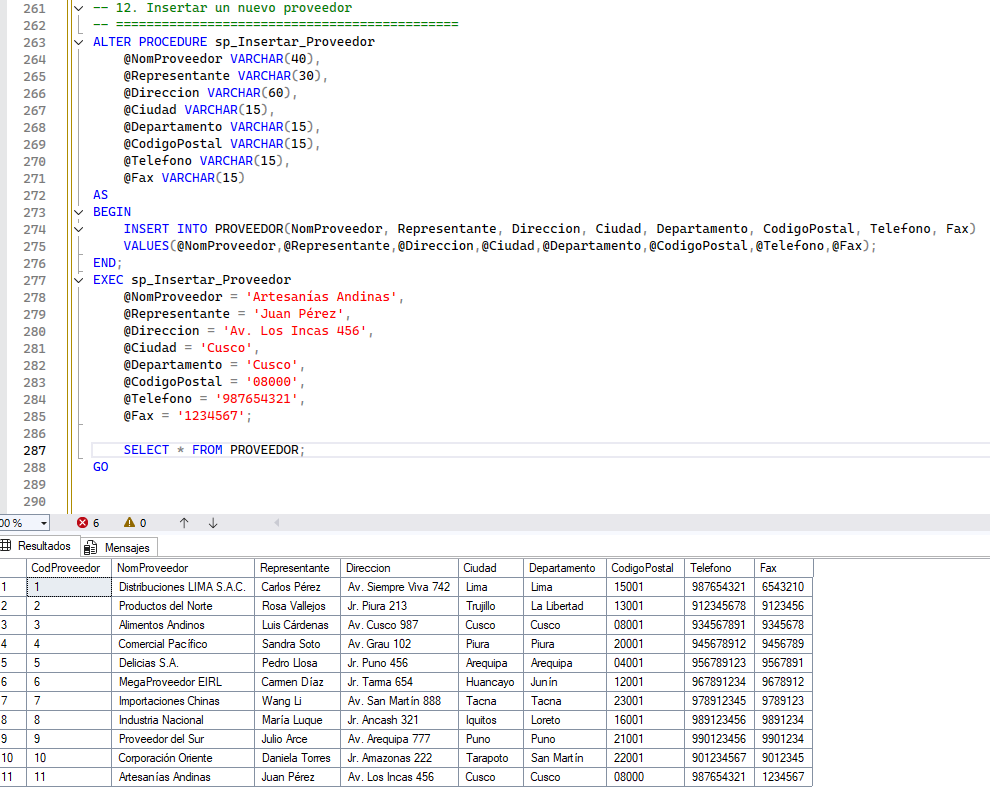 261 -- 12. Insertar un nuevo proveedor
262 -- =============================================
263 ALTER PROCEDURE sp_Insertar_Proveedor
264 @NomProveedor VARCHAR(40),
265 @Representante VARCHAR(30),
266 @Direccion VARCHAR(60),
267 @Ciudad VARCHAR(15),
268 @Departamento VARCHAR(15),
269 @CodigoPostal VARCHAR(15),
270 @Telefono VARCHAR(15),
271 @Fax VARCHAR(15)
272 AS
273 BEGIN
274 INSERT INTO PROVEEDOR(NomProveedor, Representante, Direccion, Ciudad, Departamento, CodigoPostal, Telefono, Fax)
275 VALUES(@NomProveedor,@Representante,@Direccion,@Ciudad,@Departamento,@CodigoPostal,@Telefono,@Fax);
276 END;
277 EXEC sp_Insertar_Proveedor
278 @NomProveedor = 'Artesanías Andinas',
279 @Representante = 'Juan Pérez',
280 @Direccion = 'Av. Los Incas 456',
281 @Ciudad = 'Cusco',
282 @Departamento = 'Cusco',
283 @CodigoPostal = '08000',
284 @Telefono = '987654321',
285 @Fax = '1234567';
286
287 SELECT * FROM PROVEEDOR;
288 GO
289
290
00 % 6 0
Resultados Mensajes
CodProveedor NomProveedor Representante Direccion Ciudad Departamento CodigoPostal Telefono Fax
1 1 Distribuciones LIMA S.A.C. Carlos Pérez Av. Siempre Viva 742 Lima Lima 15001 987654321 6543210
2 2 Productos del Norte Rosa Vallejos Jr. Piura 213 Trujillo La Libertad 13001 912345678 9123456
3 3 Alimentos Andinos Luis Cárdenas Av. Cusco 987 Cusco Cusco 08001 934567891 9345678
4 4 Comercial Pacífico Sandra Soto Av. Grau 102 Piura Piura 20001 945678912 9456789
5 5 Delicias S.A. Pedro Llosa Jr. Puno 456 Arequipa Arequipa 04001 956789123 9567891
6 6 MegaProveedor EIRL Carmen Díaz Jr. Tarma 654 Huancayo Junín 12001 967891234 9678912
7 7 Importaciones Chinas Wang Li Av. San Martín 888 Tacna Tacna 23001 978912345 9789123
8 8 Industria Nacional María Luque Jr. Ancash 321 Iquitos Loreto 16001 989123456 9891234
9 9 Proveedor del Sur Julio Arce Av. Arequipa 777 Puno Puno 21001 990123456 9901234
10 10 Corporación Oriente Daniela Torres Jr. Amazonas 222 Tarapoto San Martín 22001 901234567 9012345
11 11 Artesanías Andinas Juan Pérez Av. Los Incas 456 Cusco Cusco 08000 987654321 1234567